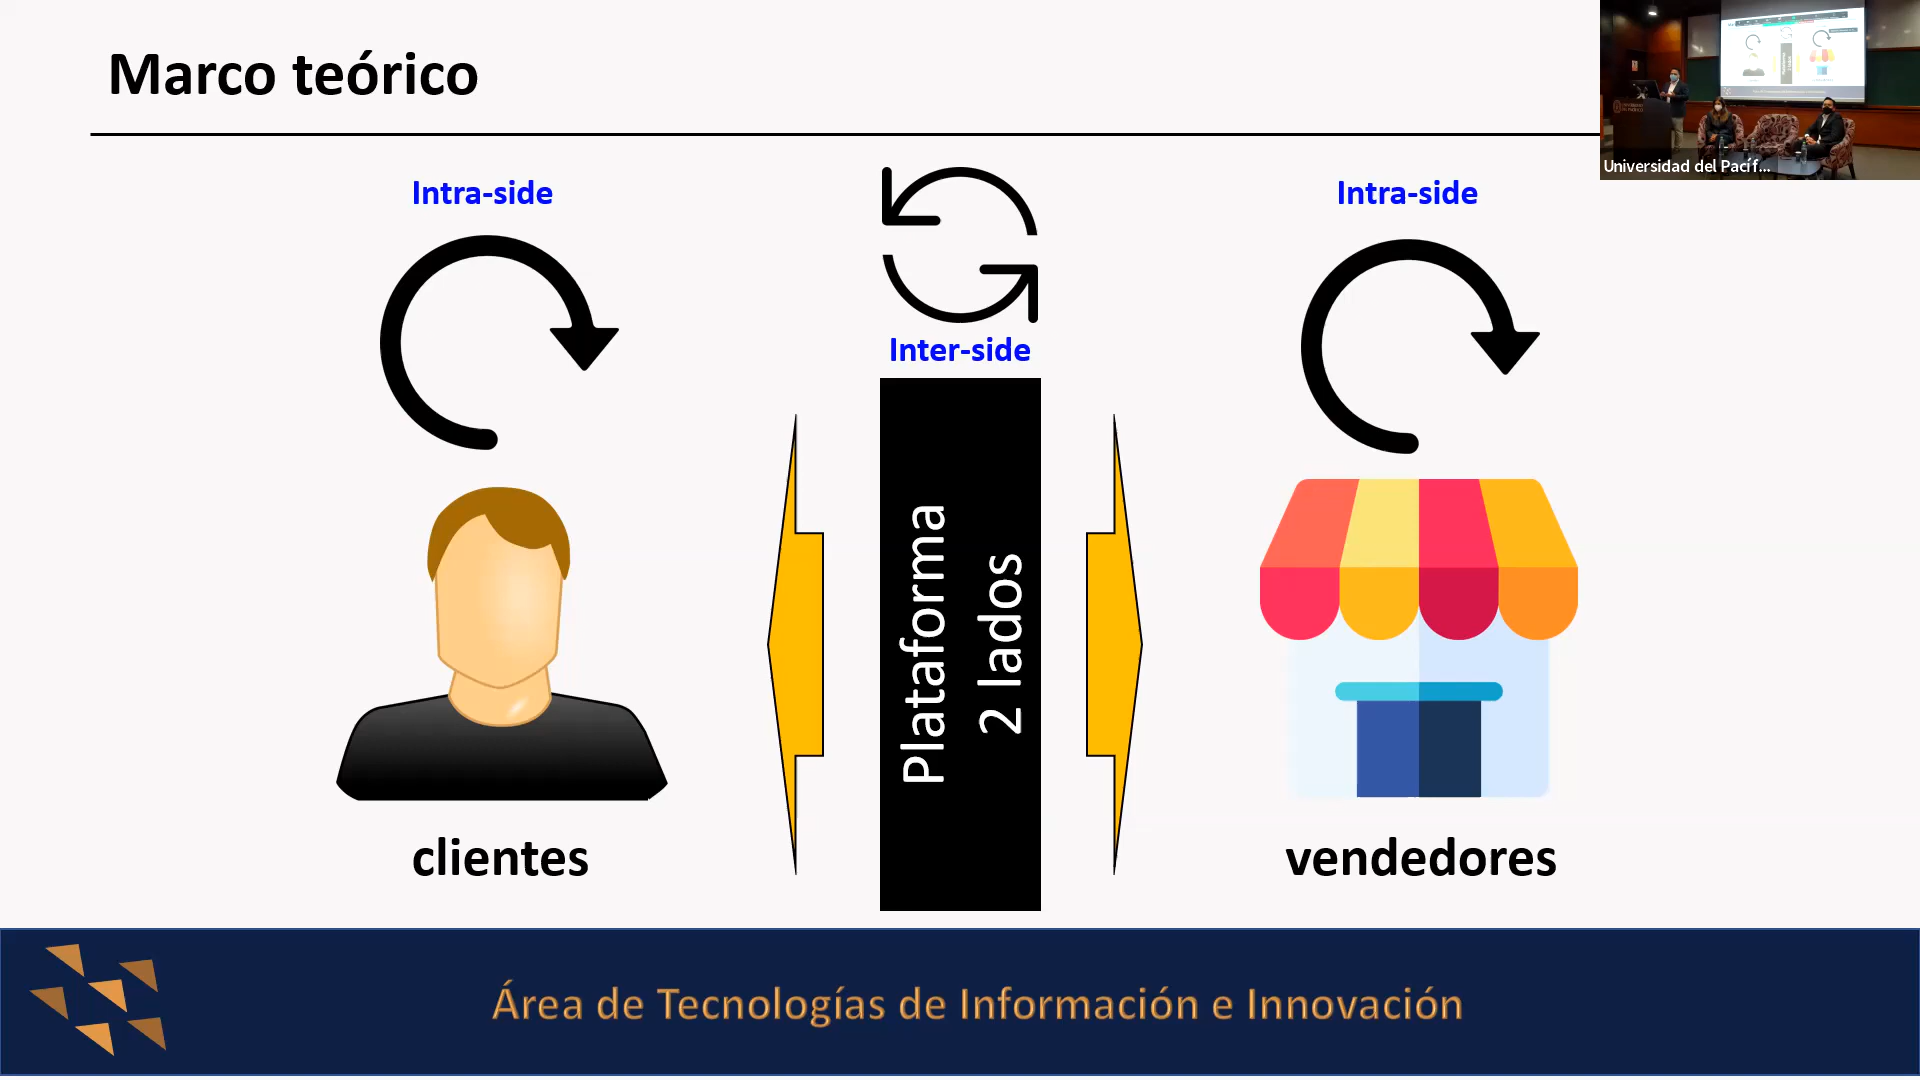 Marco teórico
Universidad del Pacíf...
Intra-side
Intra-side
Inter-side
Plataforma
2 lados
clientes
vendedores
Área de Tecnologías de Información e Innovación